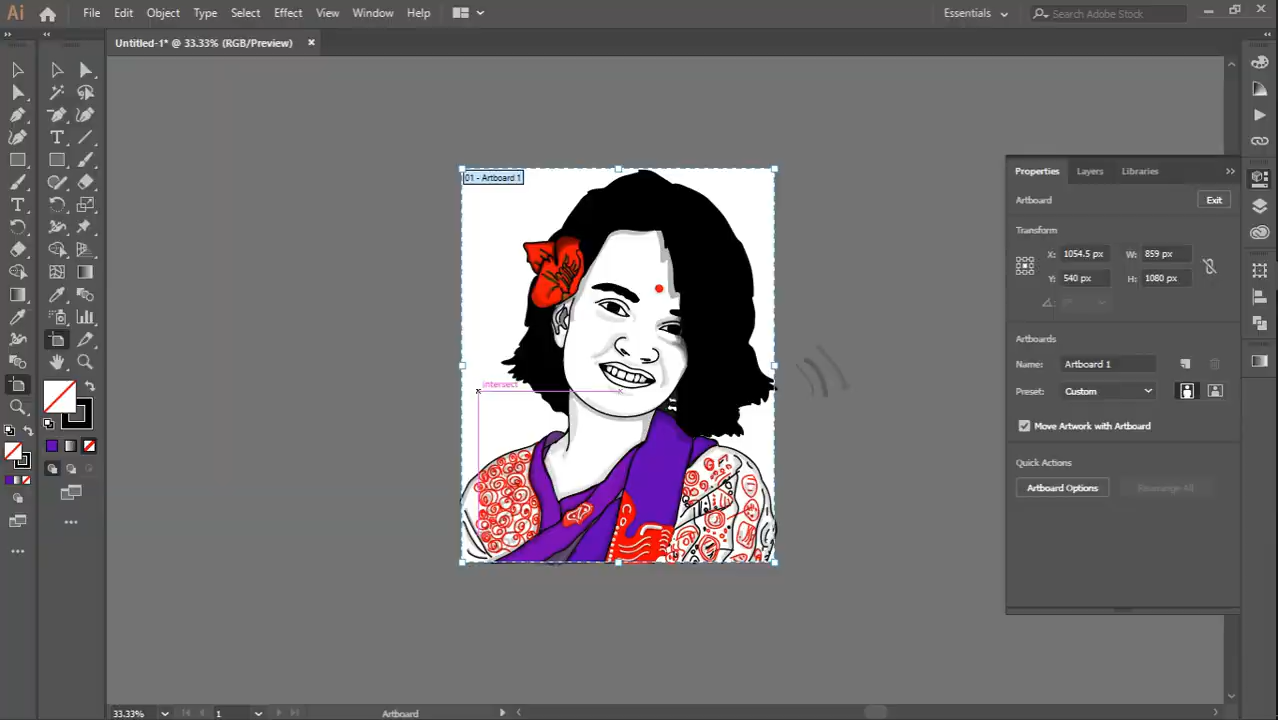 Ai File Edit Object Type Select Effect View Window Help Essentials Search Adobe Stock
Untitled-1* @ 33.33% (RGB/Preview)
01 - Artboard 1
intersect
Properties Layers Libraries
Artboard Exit
Transform
X: 1054.5 px W: 859 px
Y: 540 px H: 1080 px
Artboards
Name: Artboard 1
Preset: Custom
Move Artwork with Artboard
Quick Actions
Artboard Options Rearrange All
33.33% 1 Artboard